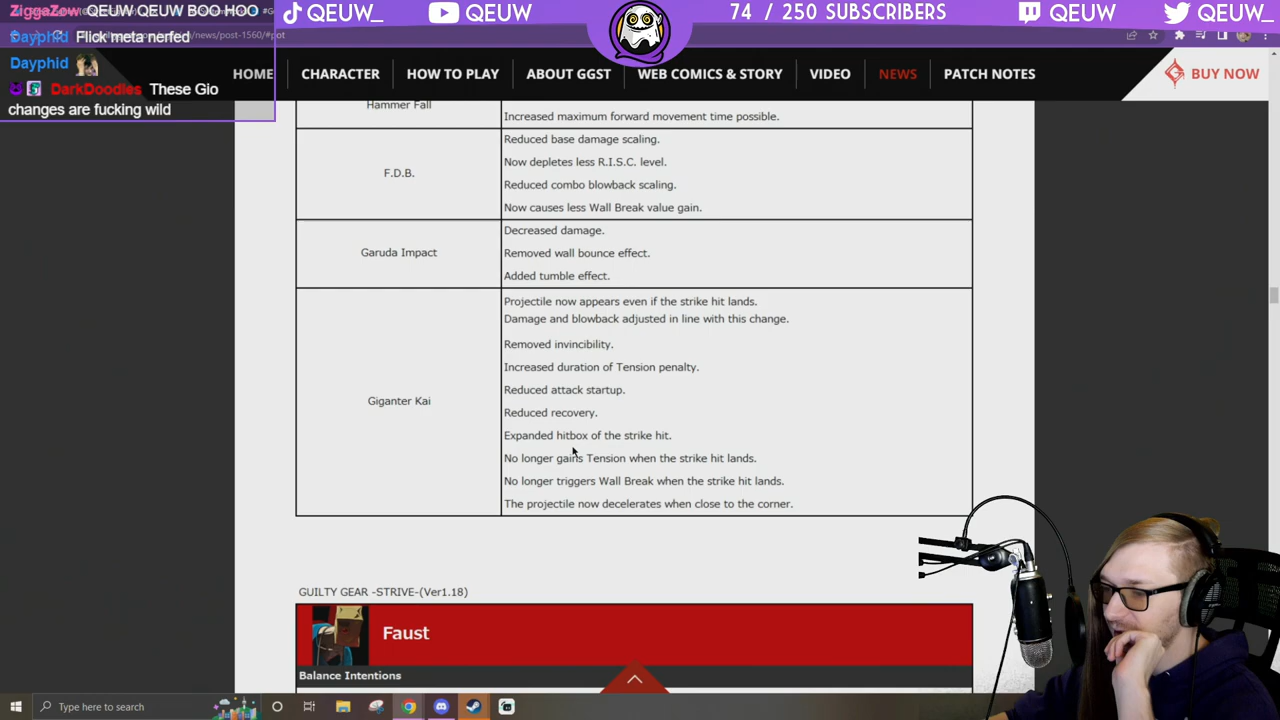 ZiggaZow QEUW QEUW BOO HOO
Dayphid Flick meta nerfed
Dayphid
DarkDoodles These Gio
changes are fucking wild
QEUW_
QEUW
74 / 250 SUBSCRIBERS
QEUW
QEUW_
/news/post-1560/#pot
HOME
CHARACTER
HOW TO PLAY
ABOUT GGST
WEB COMICS & STORY
VIDEO
NEWS
PATCH NOTES
BUY NOW
Hammer Fall
Increased maximum forward movement time possible.
F.D.B.
Reduced base damage scaling.
Now depletes less R.I.S.C. level.
Reduced combo blowback scaling.
Now causes less Wall Break value gain.
Garuda Impact
Decreased damage.
Removed wall bounce effect.
Added tumble effect.
Giganter Kai
Projectile now appears even if the strike hit lands.
Damage and blowback adjusted in line with this change.
Removed invincibility.
Increased duration of Tension penalty.
Reduced attack startup.
Reduced recovery.
Expanded hitbox of the strike hit.
No longer gains Tension when the strike hit lands.
No longer triggers Wall Break when the strike hit lands.
The projectile now decelerates when close to the corner.
GUILTY GEAR -STRIVE-(Ver1.18)
Faust
Balance Intentions
Type here to search